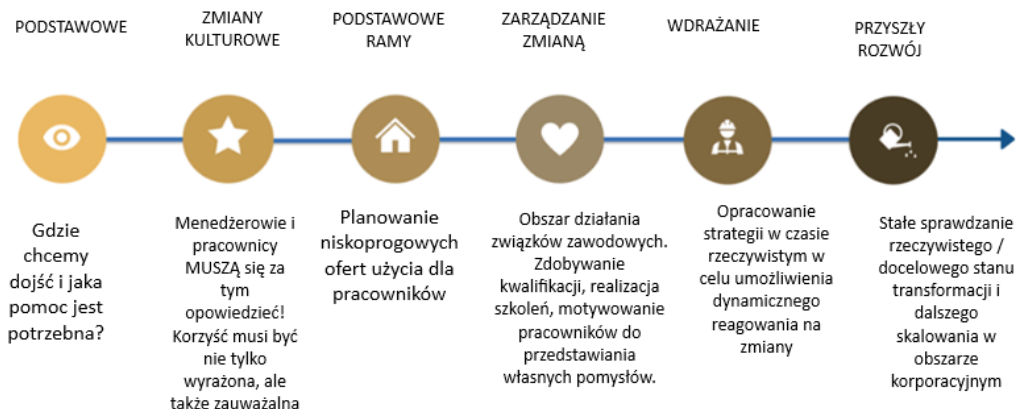 PODSTAWOWE
ZMIANY
KULTUROWE
PODSTAWOWE
RAMY
ZARZĄDZANIE
ZMIANĄ
WDRAŻANIE
PRZYSZŁY
ROZWÓJ
Gdzie
chcemy
dojść i jaka
pomoc jest
potrzebna?
Menedżerowie i
pracownicy
MUSZĄ się za
tym
opowiedzieć!
Korzyść musi być
nie tylko
wyrażona, ale
także zauważalna
Planowanie
niskoprogowych
ofert użycia dla
pracowników
Obszar działania
związków zawodowych.
Zdobywanie
kwalifikacji, realizacja
szkoleń, motywowanie
pracowników do
przedstawiania
własnych pomysłów.
Opracowanie
strategii w czasie
rzeczywistym w
celu umożliwienia
dynamicznego
reagowania na
zmiany
Stałe sprawdzanie
rzeczywistego /
docelowego stanu
transformacji i
dalszego
skalowania w
obszarze
korporacyjnym